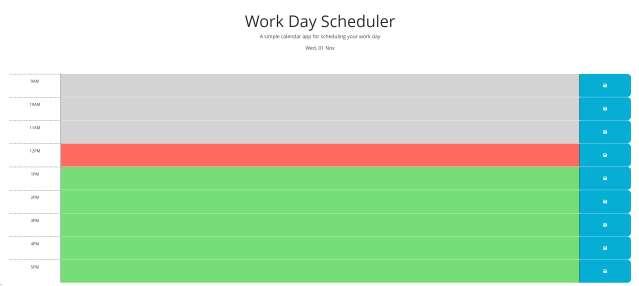 Work Day Scheduler
A simple calendar app for scheduling your work day
Wed, 01 Nov
9AM
10AM
11AM
12PM
1PM
2PM
3PM
4PM
5PM